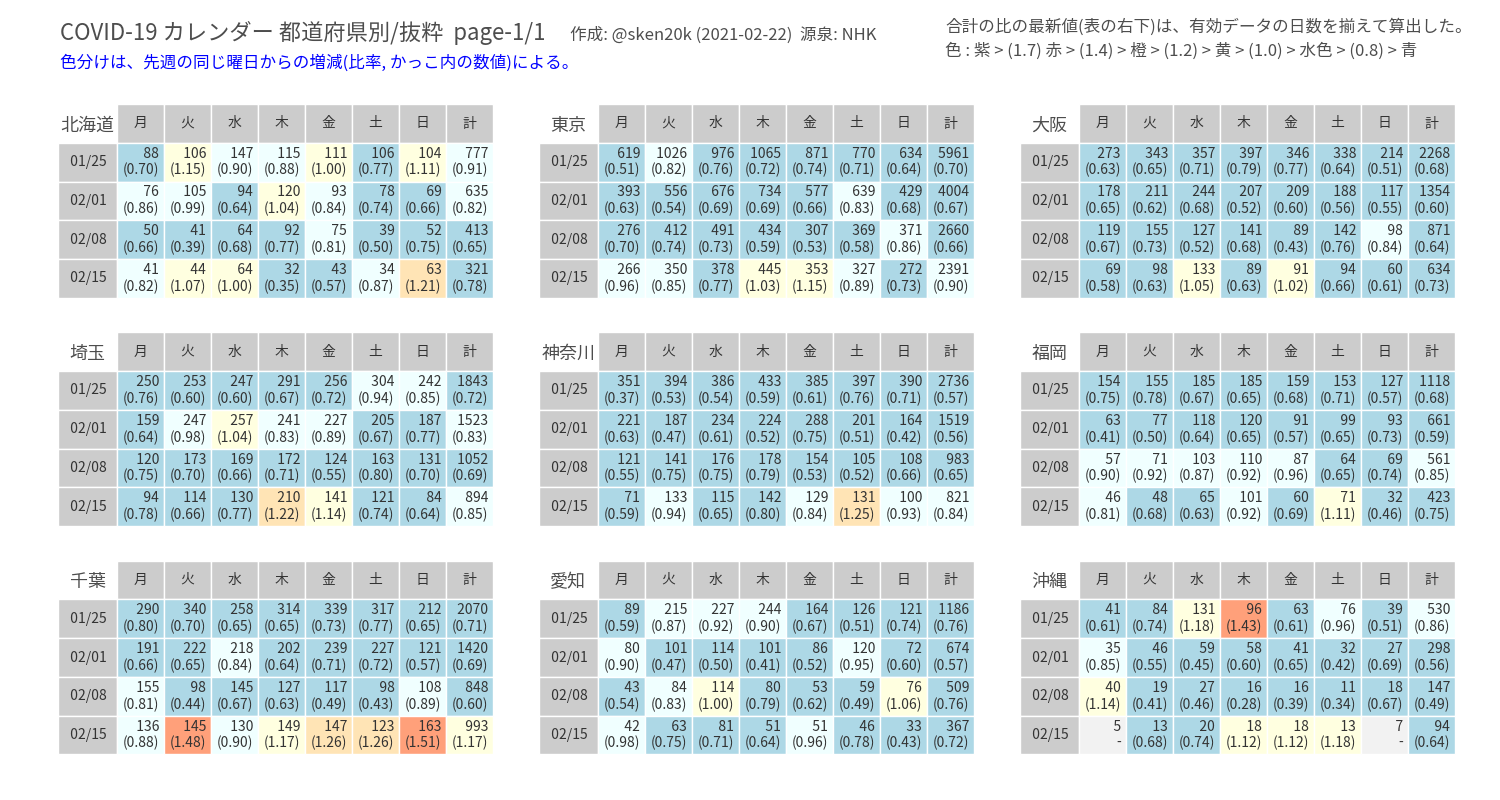 COVID-19 カレンダー 都道府県別/抜粋 page-1/1 作成: @sken20k (2021-02-22) 源泉: NHK
合計の比の最新値(表の右下)は、有効データの日数を揃えて算出した。
色分けは、先週の同じ曜日からの増減(比率, かっこ内の数値)による。
色 : 紫 > (1.7) 赤 > (1.4) > 橙 > (1.2) > 黄 > (1.0) > 水色 > (0.8) > 青
北海道 月 火 水 木 金 土 日 計
01/25 88 106 147 115 111 106 104 777
(0.70) (1.15) (0.90) (0.88) (1.00) (0.77) (1.11) (0.91)
02/01 76 105 94 120 93 78 69 635
(0.86) (0.99) (0.64) (1.04) (0.84) (0.74) (0.66) (0.82)
02/08 50 41 64 92 75 39 52 413
(0.66) (0.39) (0.68) (0.77) (0.81) (0.50) (0.75) (0.65)
02/15 41 44 64 32 43 34 63 321
(0.82) (1.07) (1.00) (0.35) (0.57) (0.87) (1.21) (0.78)
東京 月 火 水 木 金 土 日 計
01/25 619 1026 976 1065 871 770 634 5961
(0.51) (0.82) (0.76) (0.72) (0.74) (0.71) (0.64) (0.70)
02/01 393 556 676 734 577 639 429 4004
(0.63) (0.54) (0.69) (0.69) (0.66) (0.83) (0.68) (0.67)
02/08 276 412 491 434 307 369 371 2660
(0.70) (0.74) (0.73) (0.59) (0.53) (0.58) (0.86) (0.66)
02/15 266 350 378 445 353 327 272 2391
(0.96) (0.85) (0.77) (1.03) (1.15) (0.89) (0.73) (0.90)
大阪 月 火 水 木 金 土 日 計
01/25 273 343 357 397 346 338 214 2268
(0.63) (0.65) (0.71) (0.79) (0.77) (0.64) (0.51) (0.68)
02/01 178 211 244 207 209 188 117 1354
(0.65) (0.62) (0.68) (0.52) (0.60) (0.56) (0.55) (0.60)
02/08 119 155 127 141 89 142 98 871
(0.67) (0.73) (0.52) (0.68) (0.43) (0.76) (0.84) (0.64)
02/15 69 98 133 89 91 94 60 634
(0.58) (0.63) (1.05) (0.63) (1.02) (0.66) (0.61) (0.73)
埼玉 月 火 水 木 金 土 日 計
01/25 250 253 247 291 256 304 242 1843
(0.76) (0.60) (0.60) (0.67) (0.72) (0.94) (0.85) (0.72)
02/01 159 247 257 241 227 205 187 1523
(0.64) (0.98) (1.04) (0.83) (0.89) (0.67) (0.77) (0.83)
02/08 120 173 169 172 124 163 131 1052
(0.75) (0.70) (0.66) (0.71) (0.55) (0.80) (0.70) (0.69)
02/15 94 114 130 210 141 121 84 894
(0.78) (0.66) (0.77) (1.22) (1.14) (0.74) (0.64) (0.85)
神奈川 月 火 水 木 金 土 日 計
01/25 351 394 386 433 385 397 390 2736
(0.37) (0.53) (0.54) (0.59) (0.61) (0.76) (0.71) (0.57)
02/01 221 187 234 224 288 201 164 1519
(0.63) (0.47) (0.61) (0.52) (0.75) (0.51) (0.42) (0.56)
02/08 121 141 176 178 154 105 108 983
(0.55) (0.75) (0.75) (0.79) (0.53) (0.52) (0.66) (0.65)
02/15 71 133 115 142 129 131 100 821
(0.59) (0.94) (0.65) (0.80) (0.84) (1.25) (0.93) (0.84)
福岡 月 火 水 木 金 土 日 計
01/25 154 155 185 185 159 153 127 1118
(0.75) (0.78) (0.67) (0.65) (0.68) (0.71) (0.57) (0.68)
02/01 63 77 118 120 91 99 93 661
(0.41) (0.50) (0.64) (0.65) (0.57) (0.65) (0.73) (0.59)
02/08 57 71 103 110 87 64 69 561
(0.90) (0.92) (0.87) (0.92) (0.96) (0.65) (0.74) (0.85)
02/15 46 48 65 101 60 71 32 423
(0.81) (0.68) (0.63) (0.92) (0.69) (1.11) (0.46) (0.75)
千葉 月 火 水 木 金 土 日 計
01/25 290 340 258 314 339 317 212 2070
(0.80) (0.70) (0.65) (0.65) (0.73) (0.77) (0.65) (0.71)
02/01 191 222 218 202 239 227 121 1420
(0.66) (0.65) (0.84) (0.64) (0.71) (0.72) (0.57) (0.69)
02/08 155 98 145 127 117 98 108 848
(0.81) (0.44) (0.67) (0.63) (0.49) (0.43) (0.89) (0.60)
02/15 136 145 130 149 147 123 163 993
(0.88) (1.48) (0.90) (1.17) (1.26) (1.26) (1.51) (1.17)
愛知 月 火 水 木 金 土 日 計
01/25 89 215 227 244 164 126 121 1186
(0.59) (0.87) (0.92) (0.90) (0.67) (0.51) (0.74) (0.76)
02/01 80 101 114 101 86 120 72 674
(0.90) (0.47) (0.50) (0.41) (0.52) (0.95) (0.60) (0.57)
02/08 43 84 114 80 53 59 76 509
(0.54) (0.83) (1.00) (0.79) (0.62) (0.49) (1.06) (0.76)
02/15 42 63 81 51 51 46 33 367
(0.98) (0.75) (0.71) (0.64) (0.96) (0.78) (0.43) (0.72)
沖縄 月 火 水 木 金 土 日 計
01/25 41 84 131 96 63 76 39 530
(0.61) (0.74) (1.18) (1.43) (0.61) (0.96) (0.51) (0.86)
02/01 35 46 59 58 41 32 27 298
(0.85) (0.55) (0.45) (0.60) (0.65) (0.42) (0.69) (0.56)
02/08 40 19 27 16 16 11 18 147
(1.14) (0.41) (0.46) (0.28) (0.39) (0.34) (0.67) (0.49)
02/15 5 13 20 18 18 13 7 94
- (0.68) (0.74) (1.12) (1.12) (1.18) - (0.64)